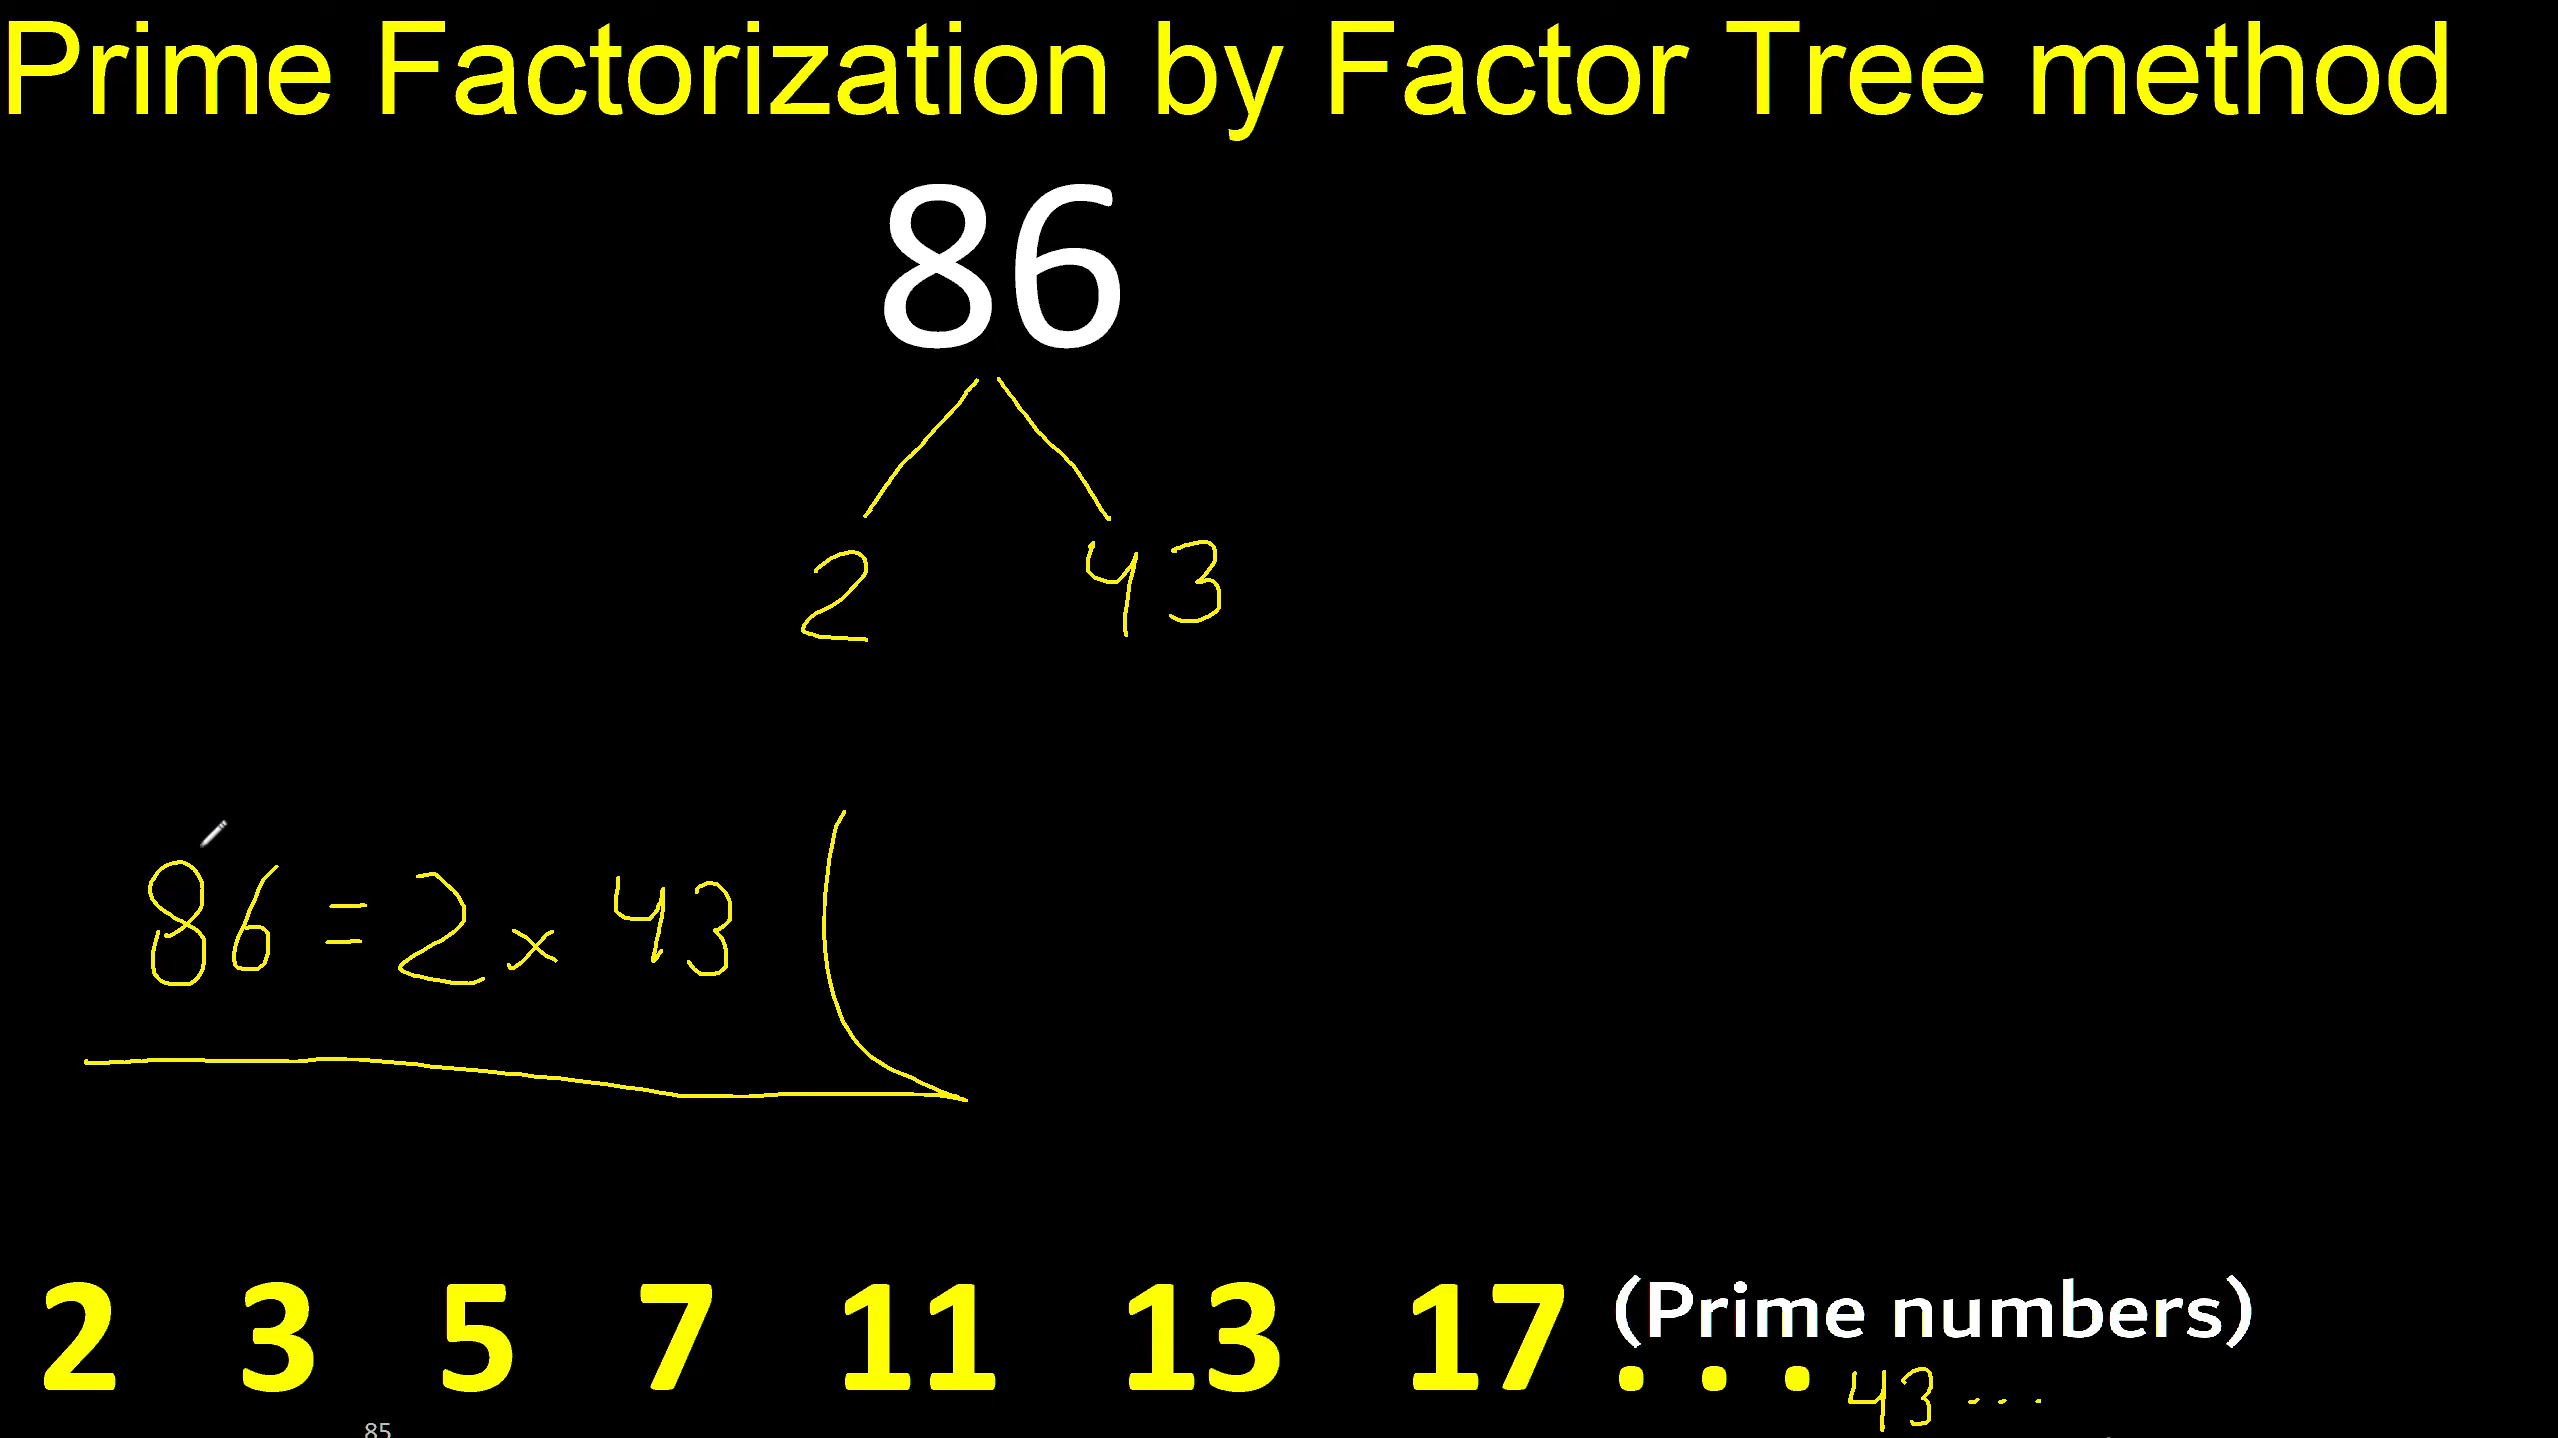 Prime Factorization by Factor Tree method
86
2 43
86 = 2 x 43
2 3 5 7 11 13 17 (Prime numbers)
. . . 43 ...
85